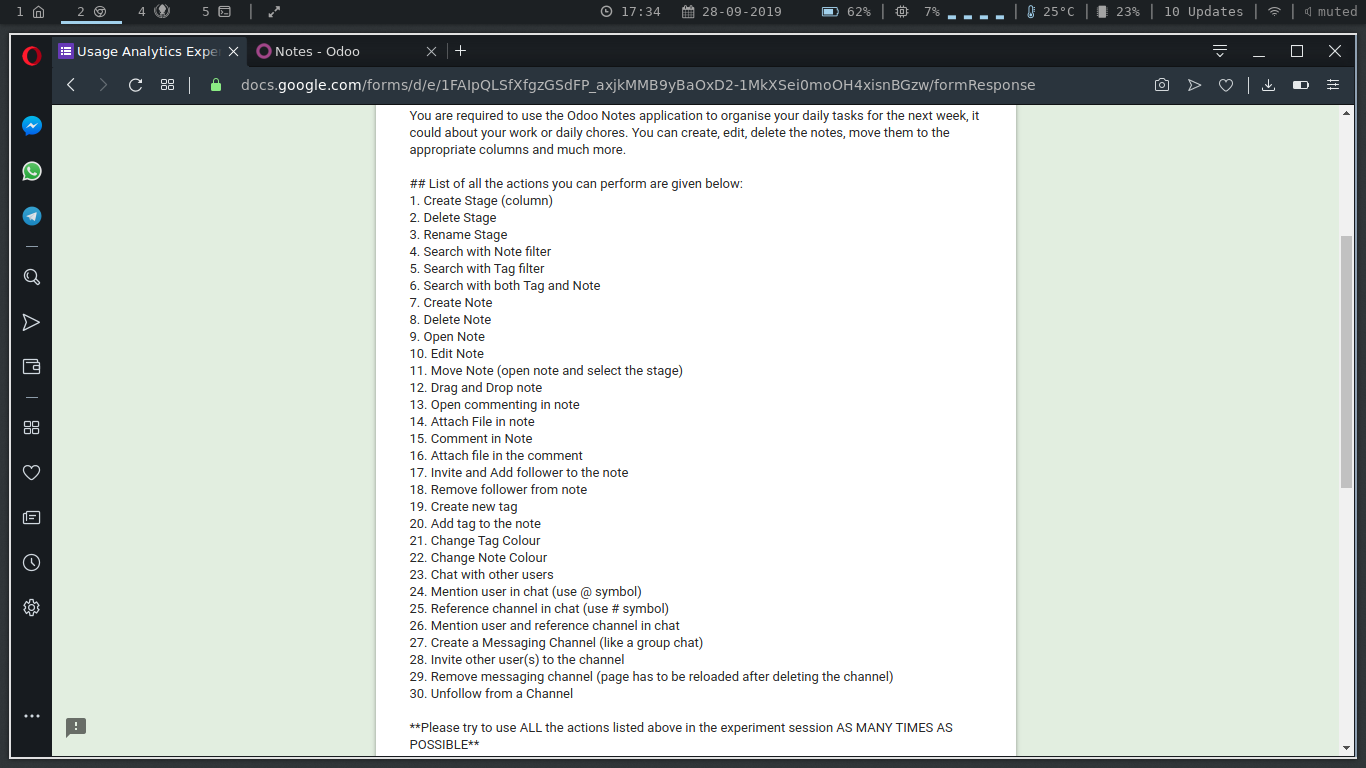 1 2 4 5 17:34 28-09-2019 62% 7% 25°C 23% 10 Updates muted
Usage Analytics Expe Notes - Odoo
docs.google.com/forms/d/e/1FAIpQLSfXfgzGSdFP_axjkMMB9yBaOxD2-1MkXSei0moOH4xisnBGzw/formResponse
You are required to use the Odoo Notes application to organise your daily tasks for the next week, it
could about your work or daily chores. You can create, edit, delete the notes, move them to the
appropriate columns and much more.
## List of all the actions you can perform are given below:
1. Create Stage (column)
2. Delete Stage
3. Rename Stage
4. Search with Note filter
5. Search with Tag filter
6. Search with both Tag and Note
7. Create Note
8. Delete Note
9. Open Note
10. Edit Note
11. Move Note (open note and select the stage)
12. Drag and Drop note
13. Open commenting in note
14. Attach File in note
15. Comment in Note
16. Attach file in the comment
17. Invite and Add follower to the note
18. Remove follower from note
19. Create new tag
20. Add tag to the note
21. Change Tag Colour
22. Change Note Colour
23. Chat with other users
24. Mention user in chat (use @ symbol)
25. Reference channel in chat (use # symbol)
26. Mention user and reference channel in chat
27. Create a Messaging Channel (like a group chat)
28. Invite other user(s) to the channel
29. Remove messaging channel (page has to be reloaded after deleting the channel)
30. Unfollow from a Channel
**Please try to use ALL the actions listed above in the experiment session AS MANY TIMES AS
POSSIBLE**